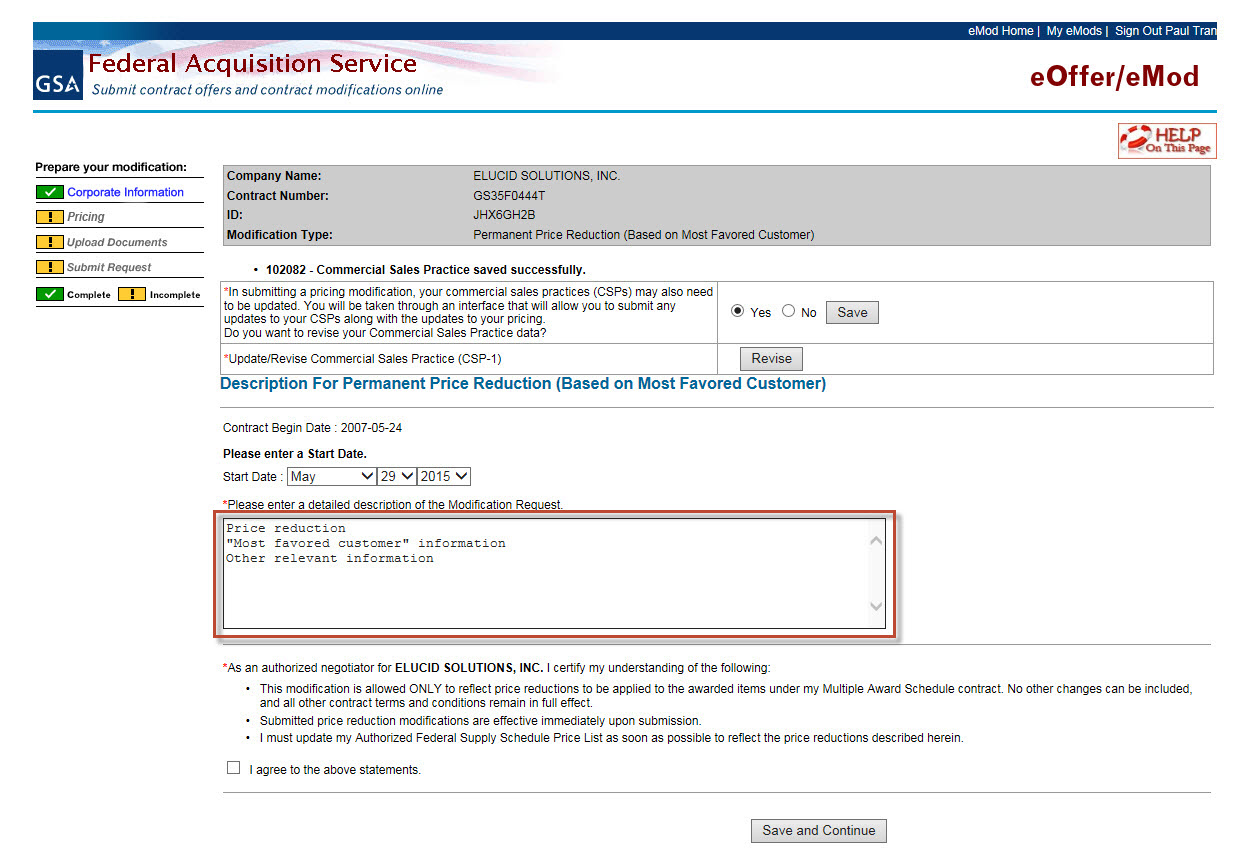 eMod Home | My eMods | Sign Out Paul Tran
GSA
Federal Acquisition Service
Submit contract offers and contract modifications online
eOffer/eMod
HELP
On This Page
Prepare your modification:
Corporate Information
! Pricing
! Upload Documents
! Submit Request
Complete ! Incomplete
Company Name: ELUCID SOLUTIONS, INC.
Contract Number: GS35F0444T
ID: JHX6GH2B
Modification Type: Permanent Price Reduction (Based on Most Favored Customer)
• 102082 - Commercial Sales Practice saved successfully.
*In submitting a pricing modification, your commercial sales practices (CSPs) may also need
to be updated. You will be taken through an interface that will allow you to submit any
updates to your CSPs along with the updates to your pricing.
Do you want to revise your Commercial Sales Practice data?
Yes No Save
*Update/Revise Commercial Sales Practice (CSP-1) Revise
Description For Permanent Price Reduction (Based on Most Favored Customer)
Contract Begin Date : 2007-05-24
Please enter a Start Date.
Start Date : May 29 2015
*Please enter a detailed description of the Modification Request.
Price reduction
"Most favored customer" information
Other relevant information
*As an authorized negotiator for ELUCID SOLUTIONS, INC. I certify my understanding of the following:
• This modification is allowed ONLY to reflect price reductions to be applied to the awarded items under my Multiple Award Schedule contract. No other changes can be included,
and all other contract terms and conditions remain in full effect.
• Submitted price reduction modifications are effective immediately upon submission.
• I must update my Authorized Federal Supply Schedule Price List as soon as possible to reflect the price reductions described herein.
I agree to the above statements.
Save and Continue